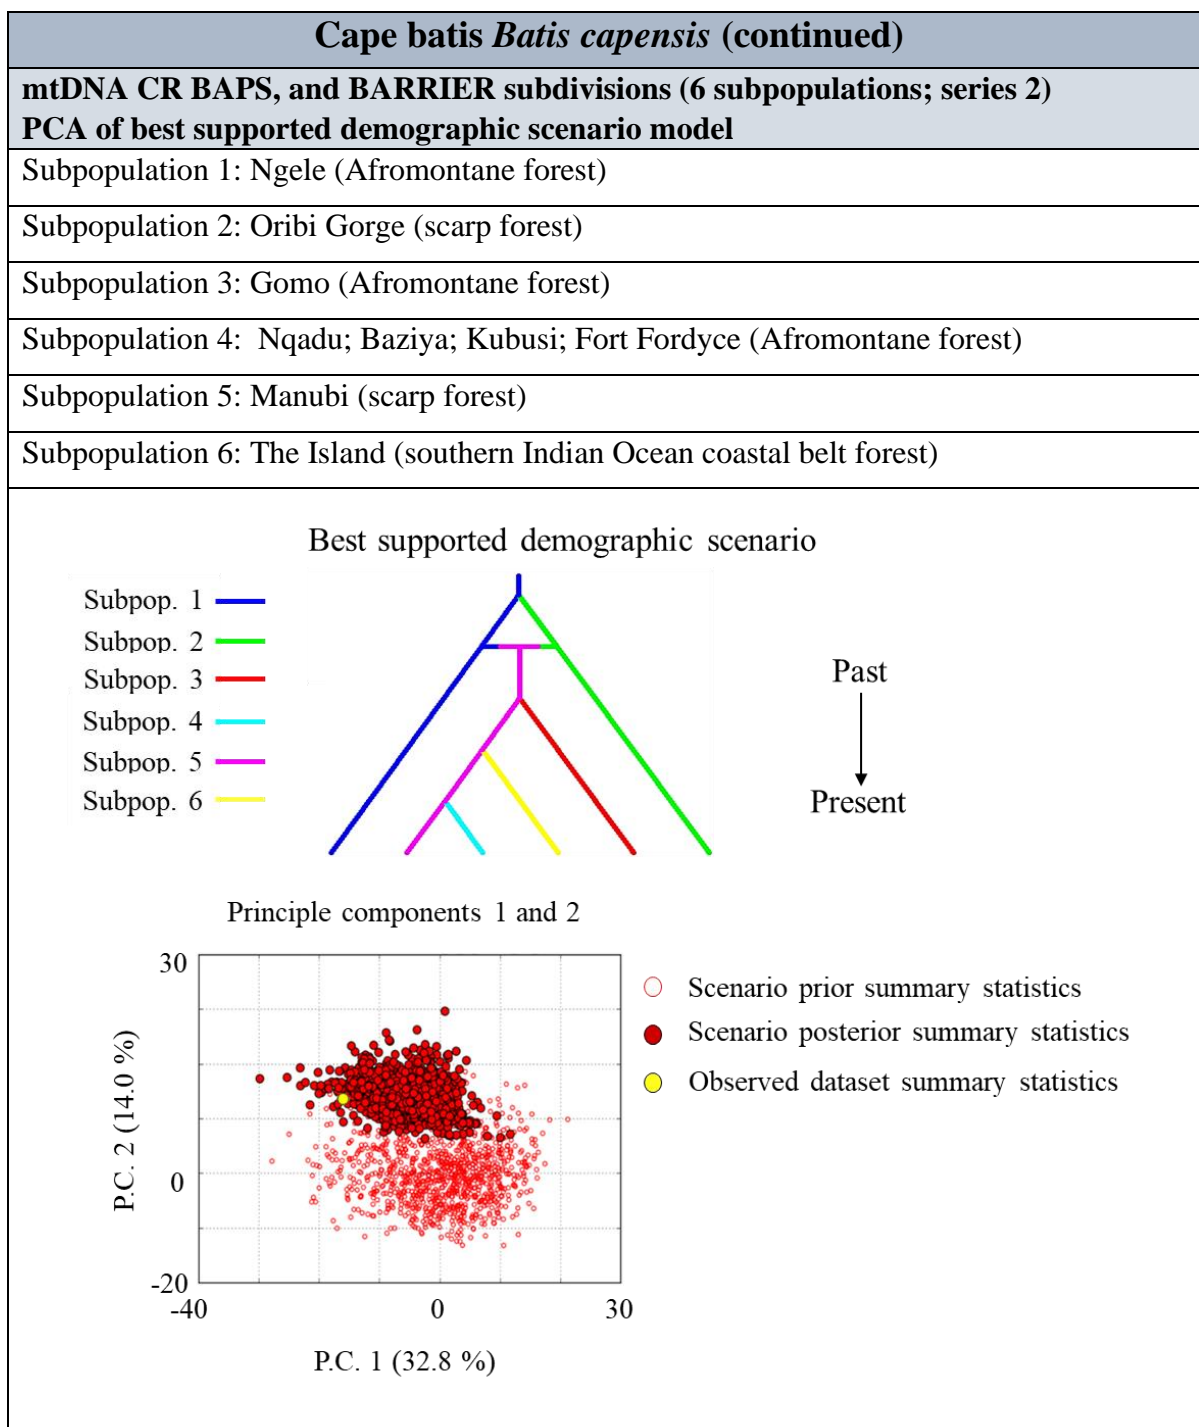 Cape batis Batis capensis (continued)
mtDNA CR BAPS, and BARRIER subdivisions (6 subpopulations; series 2)
PCA of best supported demographic scenario model
Subpopulation 1: Ngele (Afromontane forest)
Subpopulation 2: Oribi Gorge (scarp forest)
Subpopulation 3: Gomo (Afromontane forest)
Subpopulation 4:  Nqadu; Baziya; Kubusi; Fort Fordyce (Afromontane forest)
Subpopulation 5: Manubi (scarp forest)
Subpopulation 6: The Island (southern Indian Ocean coastal belt forest)
Best supported demographic scenario
Subpop. 1
Subpop. 2
Subpop. 3
Subpop. 4
Subpop. 5
Subpop. 6
Past
Present
Principle components 1 and 2
30
0
-20
P.C. 2 (14.0 %)
-40
0
30
P.C. 1 (32.8 %)
Scenario prior summary statistics
Scenario posterior summary statistics
Observed dataset summary statistics